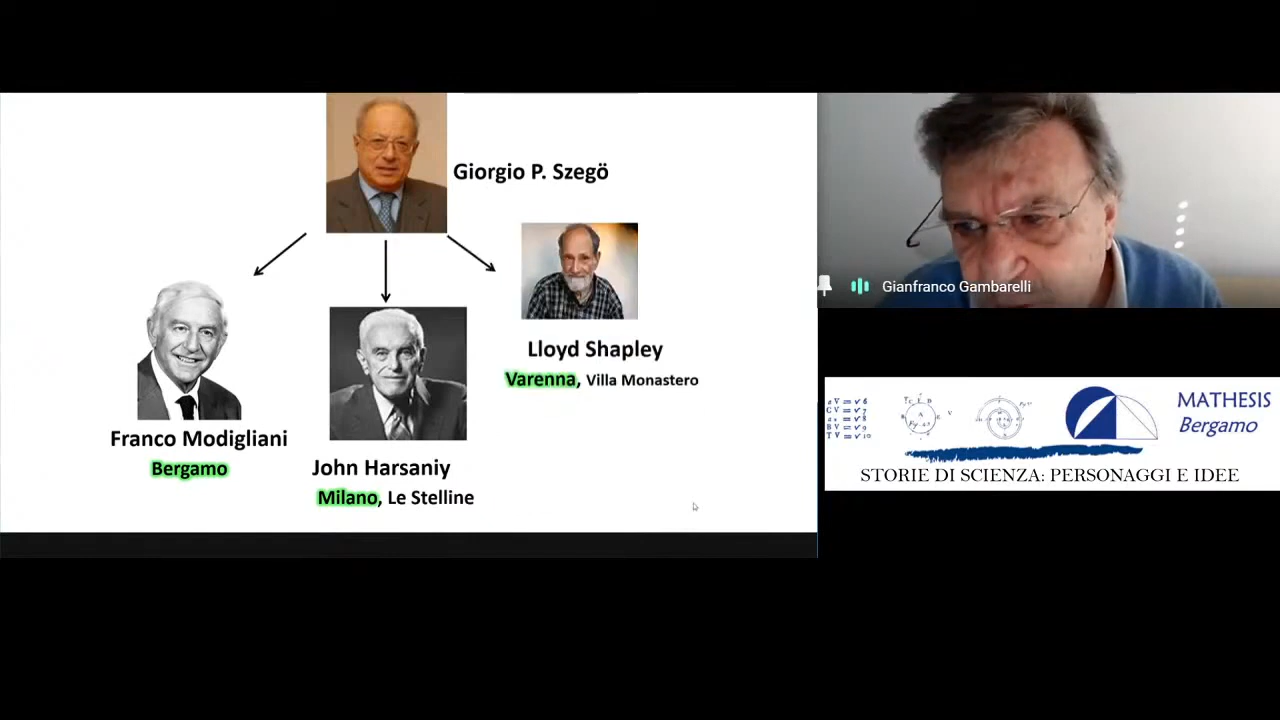 Giorgio P. Szegö
Lloyd Shapley
Varenna, Villa Monastero
Franco Modigliani
Bergamo
John Harsaniy
Milano, Le Stelline
Gianfranco Gambarelli
MATHESIS
Bergamo
STORIE DI SCIENZA: PERSONAGGI E IDEE